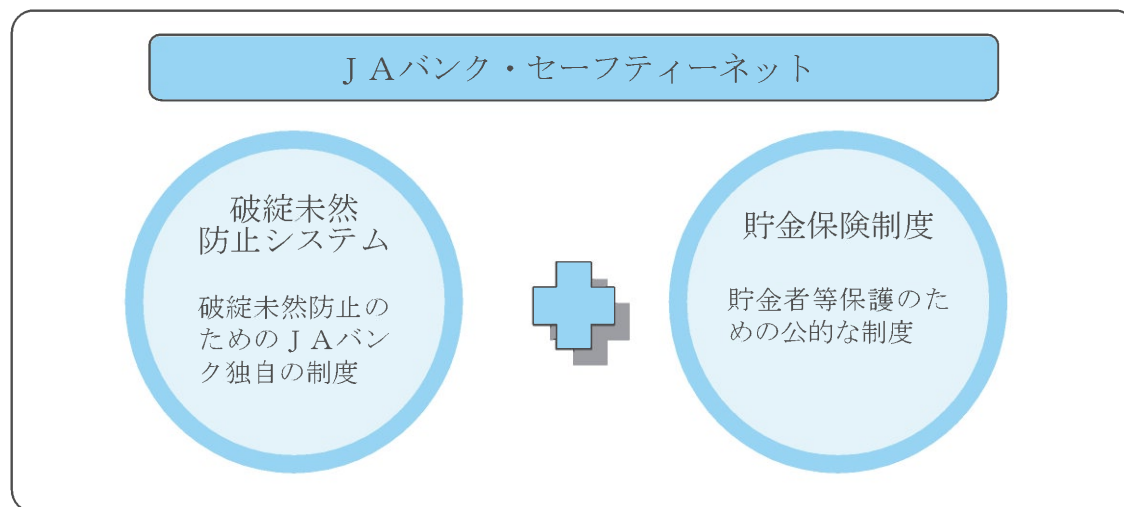 ＪＡバンク・セーフティーネット
破綻未然
防止システム
破綻未然防止の
ためのＪＡバン
ク独自の制度
貯金保険制度
貯金者等保護のた
めの公的な制度